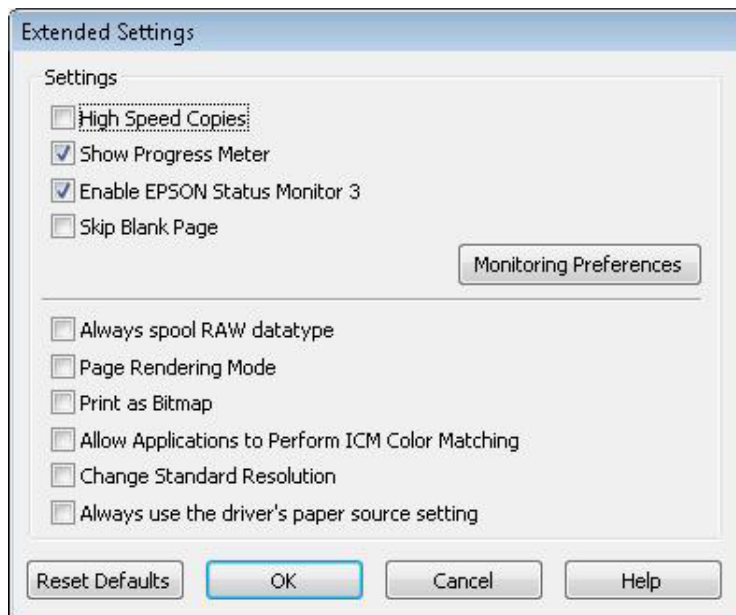 Extended Settings
Settings
High Speed Copies
Show Progress Meter
Enable EPSON Status Monitor 3
Skip Blank Page
Monitoring Preferences
Always spool RAW datatype
Page Rendering Mode
Print as Bitmap
Allow Applications to Perform ICM Color Matching
Change Standard Resolution
Always use the driver's paper source setting
Reset Defaults OK Cancel Help